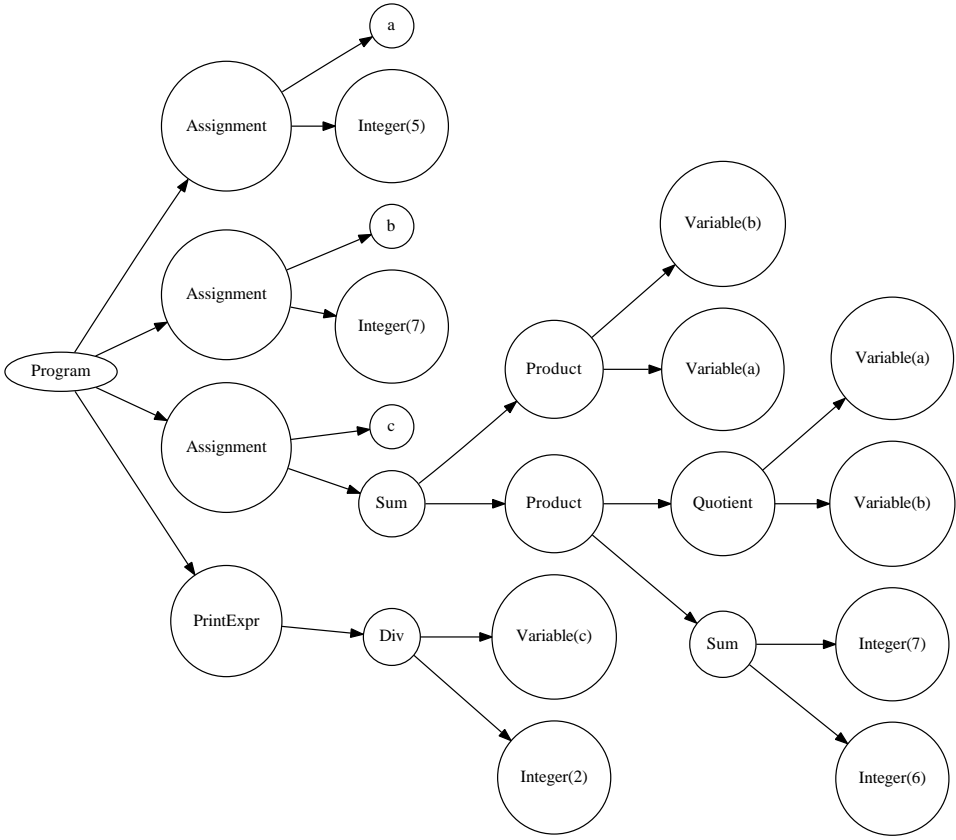 a
Assignment
Integer(5)
Variable(b)
b
Assignment
Integer(7)
Variable(a)
Product
Variable(a)
Program
c
Assignment
Variable(b)
Sum
Product
Quotient
PrintExpr
Div
Variable(c)
Sum
Integer(7)
Integer(2)
Integer(6)